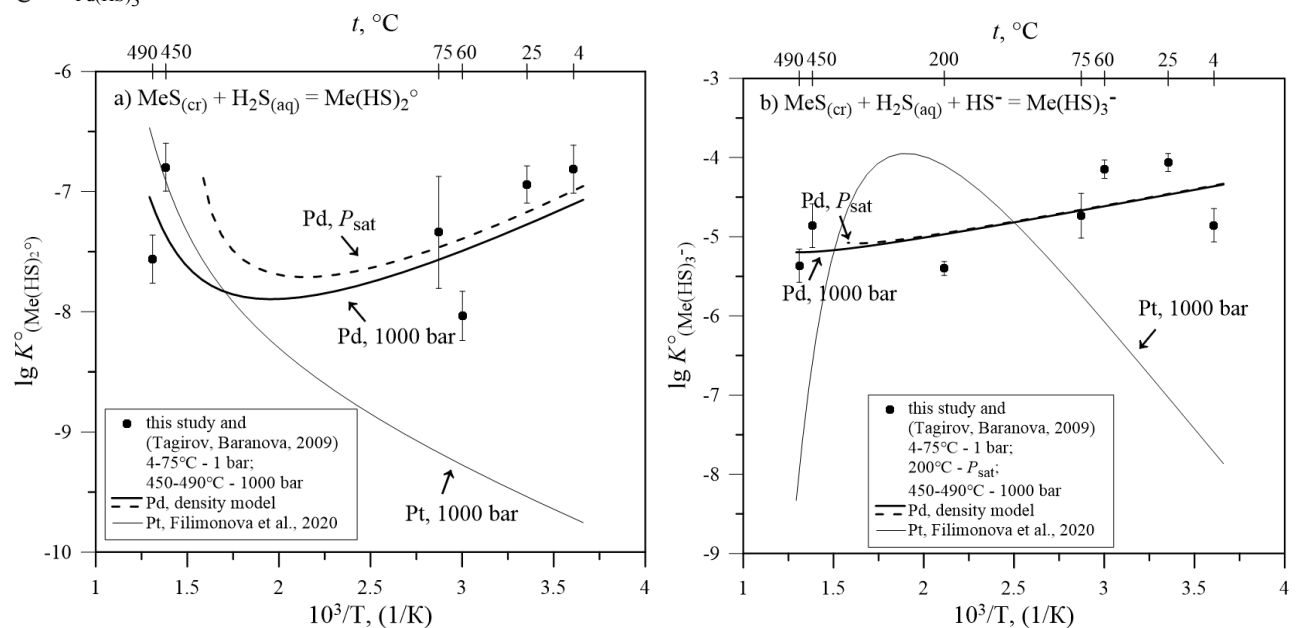 Pd(HS)₃
t, °C
490 450 75 60 25 4
-6
-7
-8
-9
-10
a) MeS(cr) + H₂S(aq) = Me(HS)₂°
Pd, Psat
Pd, 1000 bar
Pt, 1000 bar
this study and
(Tagirov, Baranova, 2009)
4-75°C - 1 bar;
450-490°C - 1000 bar
Pd, density model
Pt, Filimonova et al., 2020
lg K°(Me(HS)₂°)
1 1.5 2 2.5 3 3.5 4
10³/T, (1/K)
t, °C
490 450 200 75 60 25 4
-3
-4
-5
-6
-7
-8
-9
b) MeS(cr) + H₂S(aq) + HS⁻ = Me(HS)₃⁻
Pd, Psat
Pd, 1000 bar
Pt, 1000 bar
this study and
(Tagirov, Baranova, 2009)
4-75°C - 1 bar;
200°C - Psat;
450-490°C - 1000 bar
Pd, density model
Pt, Filimonova et al., 2020
lg K°(Me(HS)₃⁻)
1 1.5 2 2.5 3 3.5 4
10³/T, (1/K)